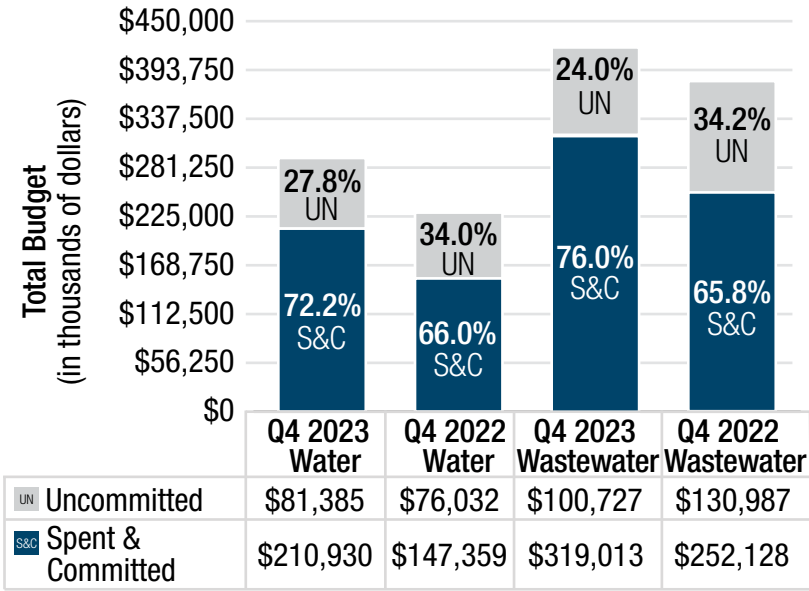 $450,000
$393,750
$337,500
$281,250
$225,000
$168,750
$112,500
$56,250
$0
Total Budget
(in thousands of dollars)
27.8%
UN
72.2%
S&C
34.0%
UN
66.0%
S&C
24.0%
UN
76.0%
S&C
34.2%
UN
65.8%
S&C
Q4 2023 Q4 2022 Q4 2023 Q4 2022
Water Water Wastewater Wastewater
UN Uncommitted $81,385 $76,032 $100,727 $130,987
S&C Spent &
Committed $210,930 $147,359 $319,013 $252,128